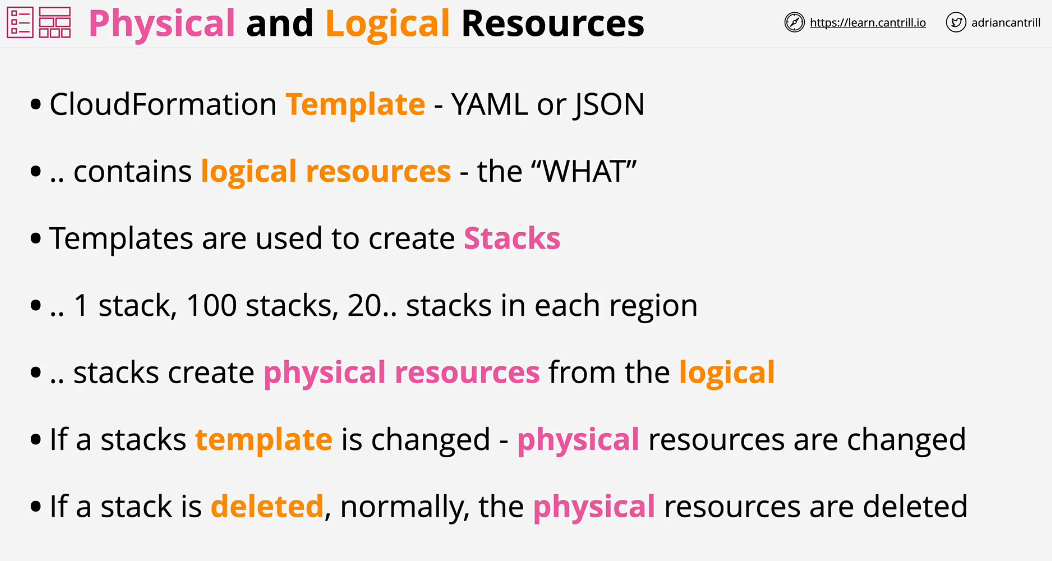 Physical and Logical Resources
https://learn.cantrill.io
adriancantrill
• CloudFormation Template - YAML or JSON
• .. contains logical resources - the “WHAT”
• Templates are used to create Stacks
• .. 1 stack, 100 stacks, 20.. stacks in each region
• .. stacks create physical resources from the logical
• If a stacks template is changed - physical resources are changed
• If a stack is deleted, normally, the physical resources are deleted